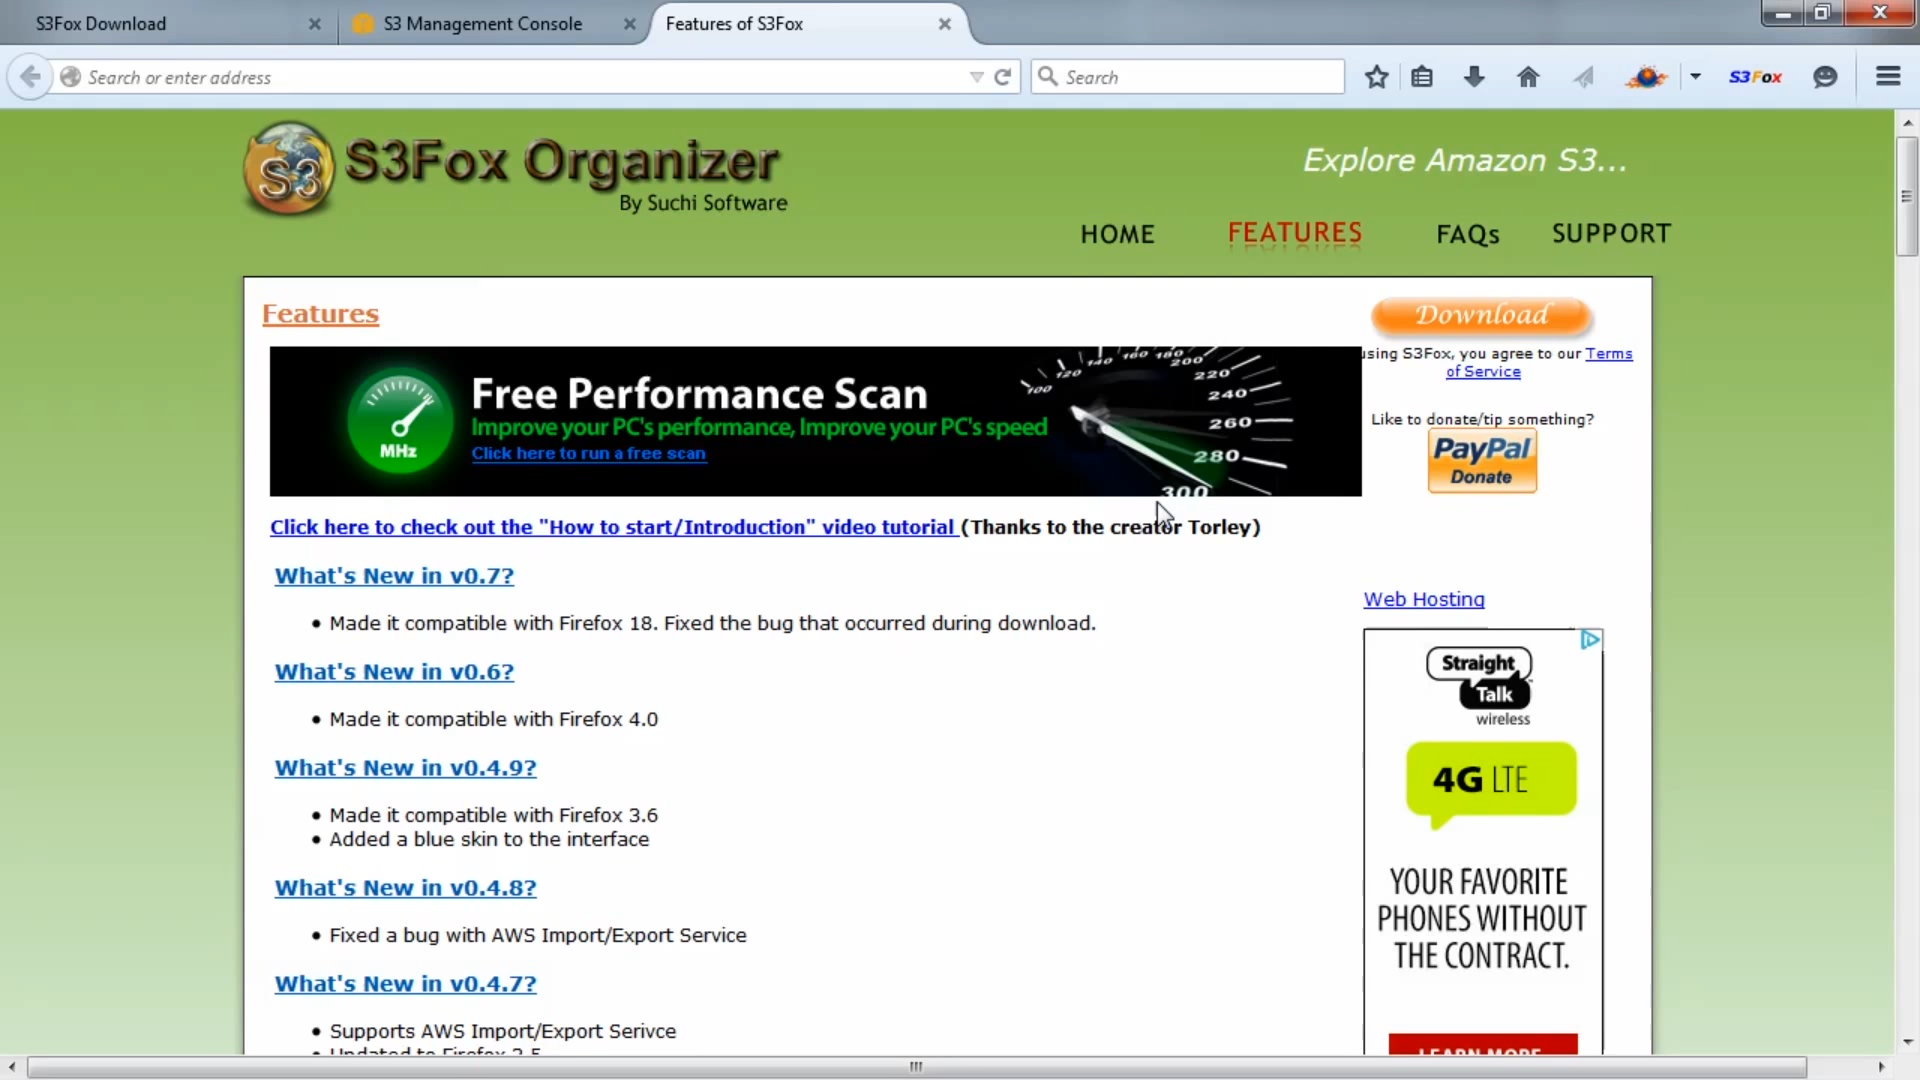 S3Fox Download
S3 Management Console
Features of S3Fox
Search or enter address
Search
S3Fox
S3
S3Fox Organizer
By Suchi Software
Explore Amazon S3...
HOME
FEATURES
FAQs
SUPPORT
Features
Download
using S3Fox, you agree to our Terms
of Service
MHz
Free Performance Scan
Improve your PC's performance, Improve your PC's speed
Click here to run a free scan
100
120
140
160
180
200
220
240
260
280
300
Like to donate/tip something?
PayPal
Donate
Click here to check out the "How to start/Introduction" video tutorial (Thanks to the creator Torley)
What's New in v0.7?
• Made it compatible with Firefox 18. Fixed the bug that occurred during download.
Web Hosting
What's New in v0.6?
• Made it compatible with Firefox 4.0
What's New in v0.4.9?
• Made it compatible with Firefox 3.6
• Added a blue skin to the interface
What's New in v0.4.8?
• Fixed a bug with AWS Import/Export Service
What's New in v0.4.7?
• Supports AWS Import/Export Serivce
• Updated to Firefox 3.5
Straight
Talk
wireless
4G LTE
YOUR FAVORITE
PHONES WITHOUT
THE CONTRACT.
LEARN MORE